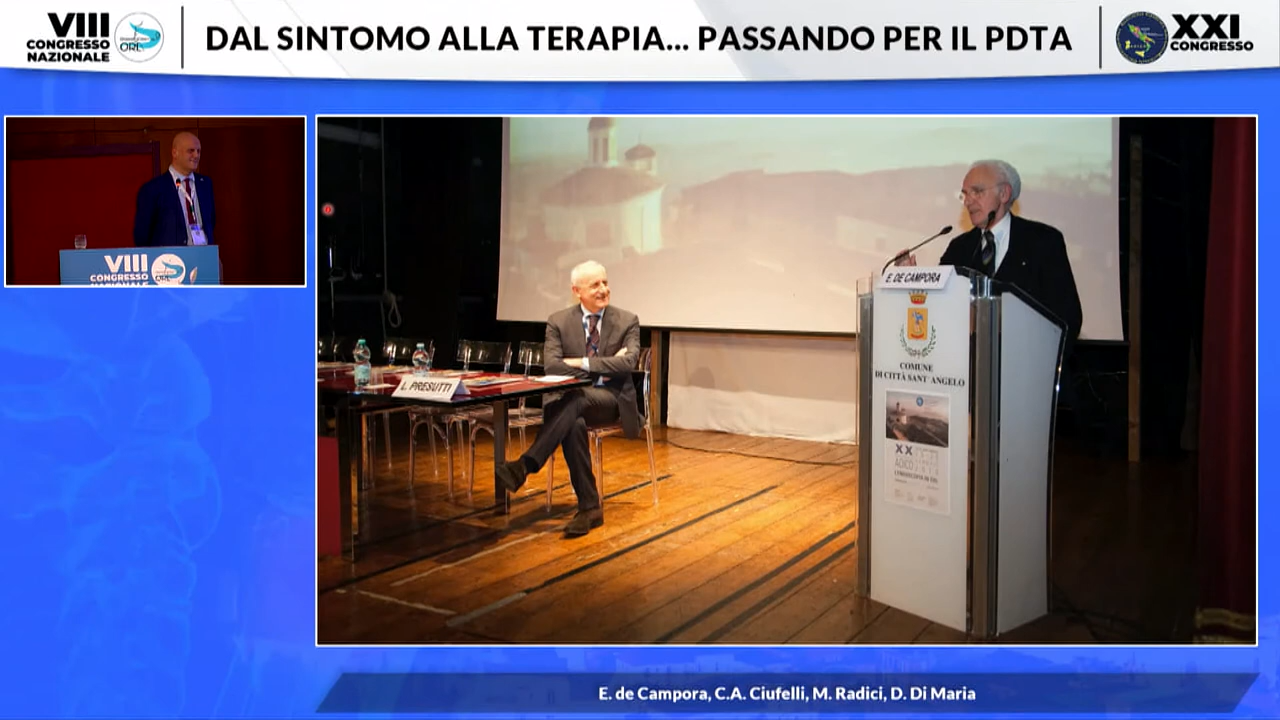 VIII
CONGRESSO
NAZIONALE
ORL
DAL SINTOMO ALLA TERAPIA... PASSANDO PER IL PDTA
XXI
CONGRESSO
VIII
CONGRESSO
NAZIONALE
ORL
L. PRESUTTI
E. DE CAMPORA
COMUNE
DI CITTÀ SANT'ANGELO
XX
E. de Campora, C.A. Ciufelli, M. Radici, D. Di Maria